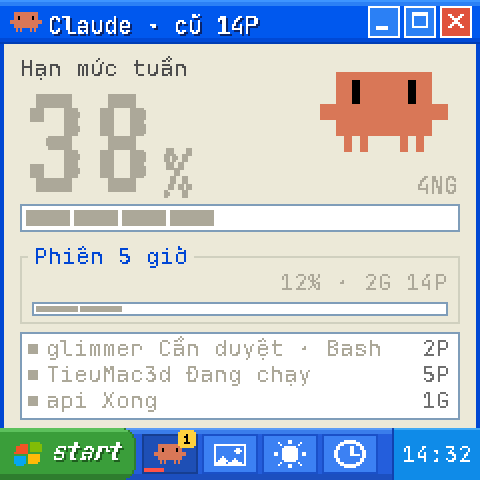 Claude · cũ 14P
Hạn mức tuần
38%
4NG
Phiên 5 giờ
12% · 2G 14P
glimmer Cần duyệt · Bash 2P
TieuMac3d Đang chạy 5P
api Xong 1G
start 1 14:32